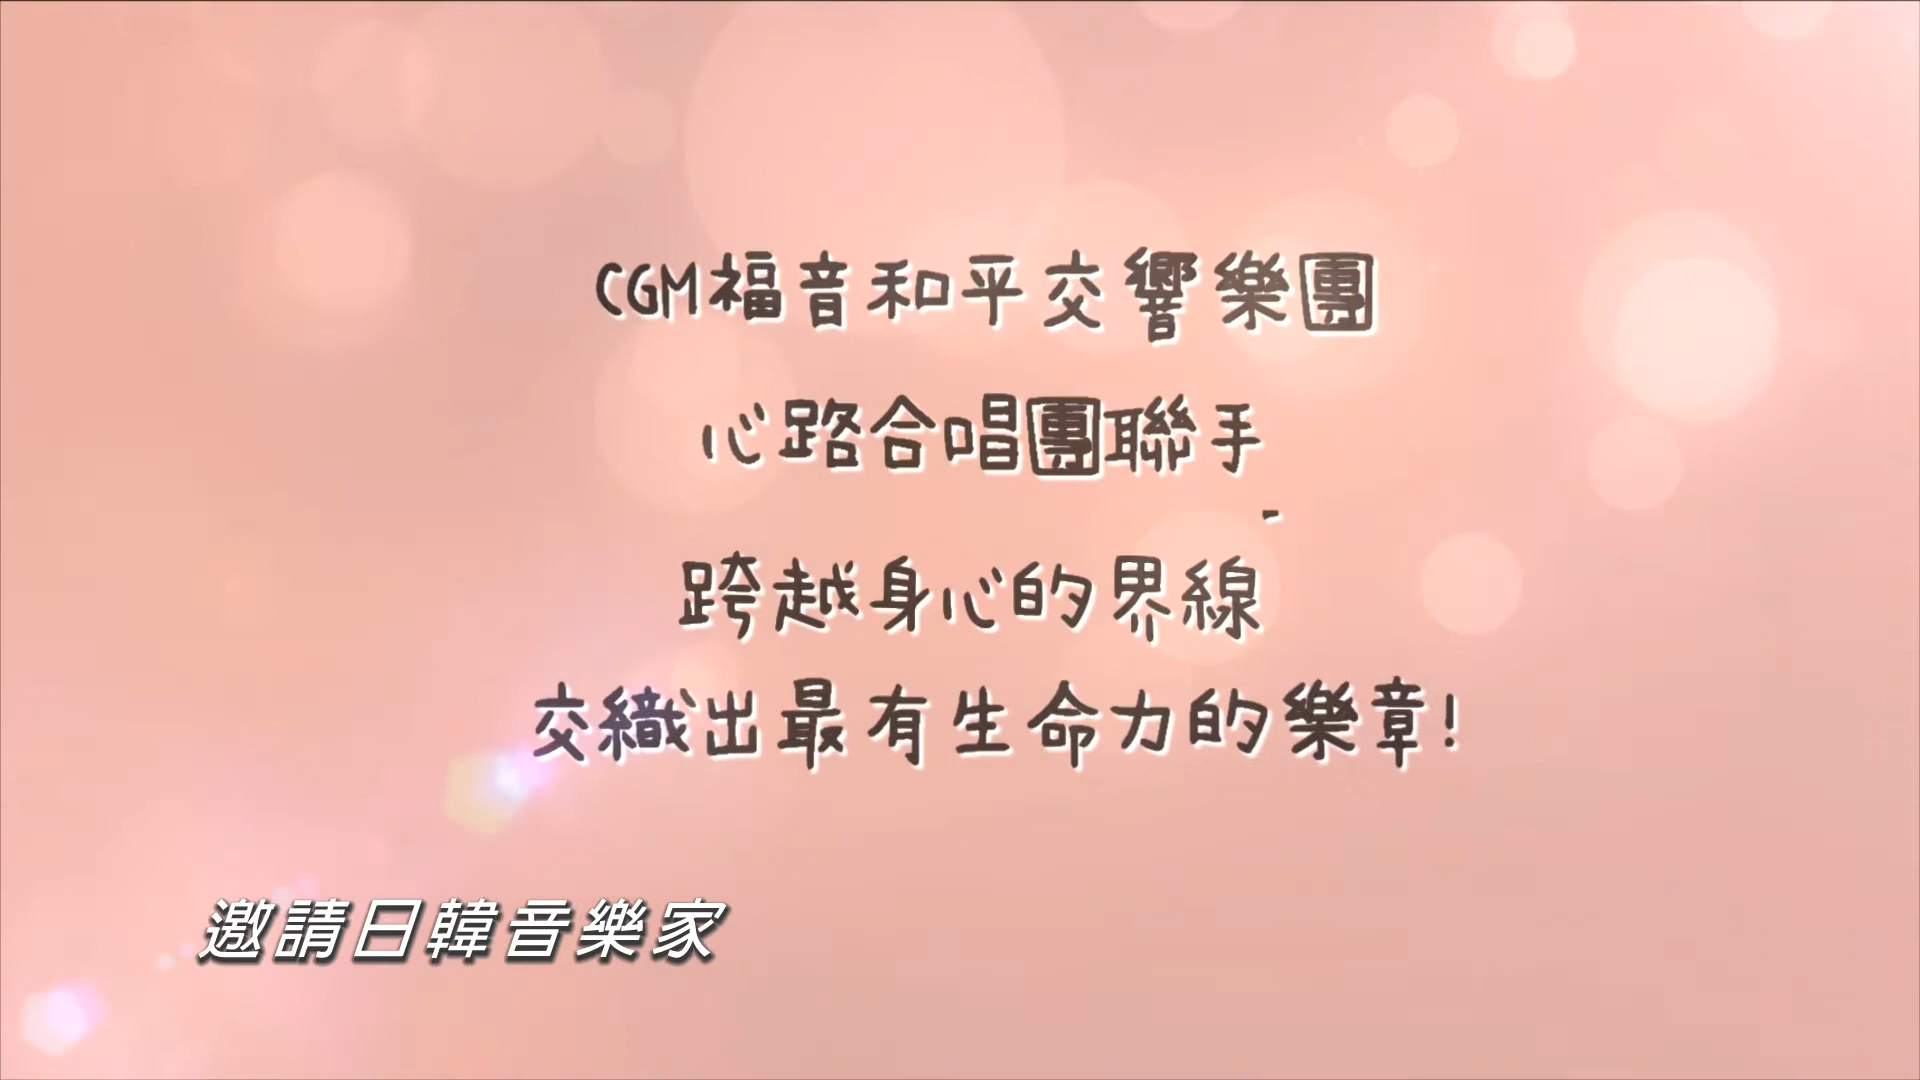 CGM福音和平交響樂團
心路合唱團聯手
跨越身心的界線
交織出最有生命力的樂章!
邀請日韓音樂家